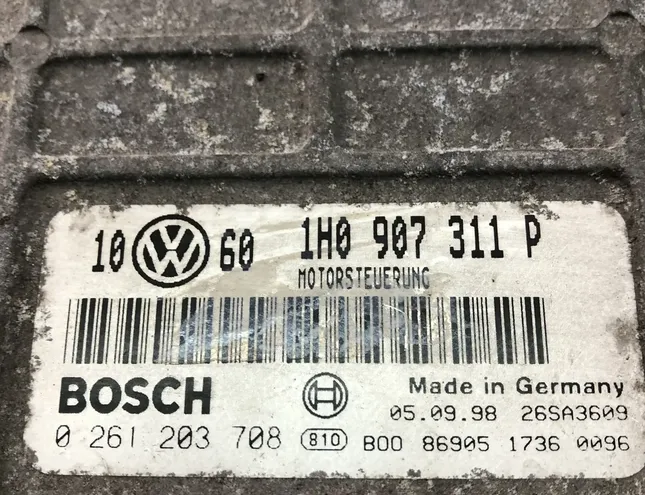 10 VW 60 1H0 907 311 P
MOTORSTEUERUNG
BOSCH Made in Germany
05.09.98 26SA3609
0 261 203 708 810 B00 86905 1736 0096